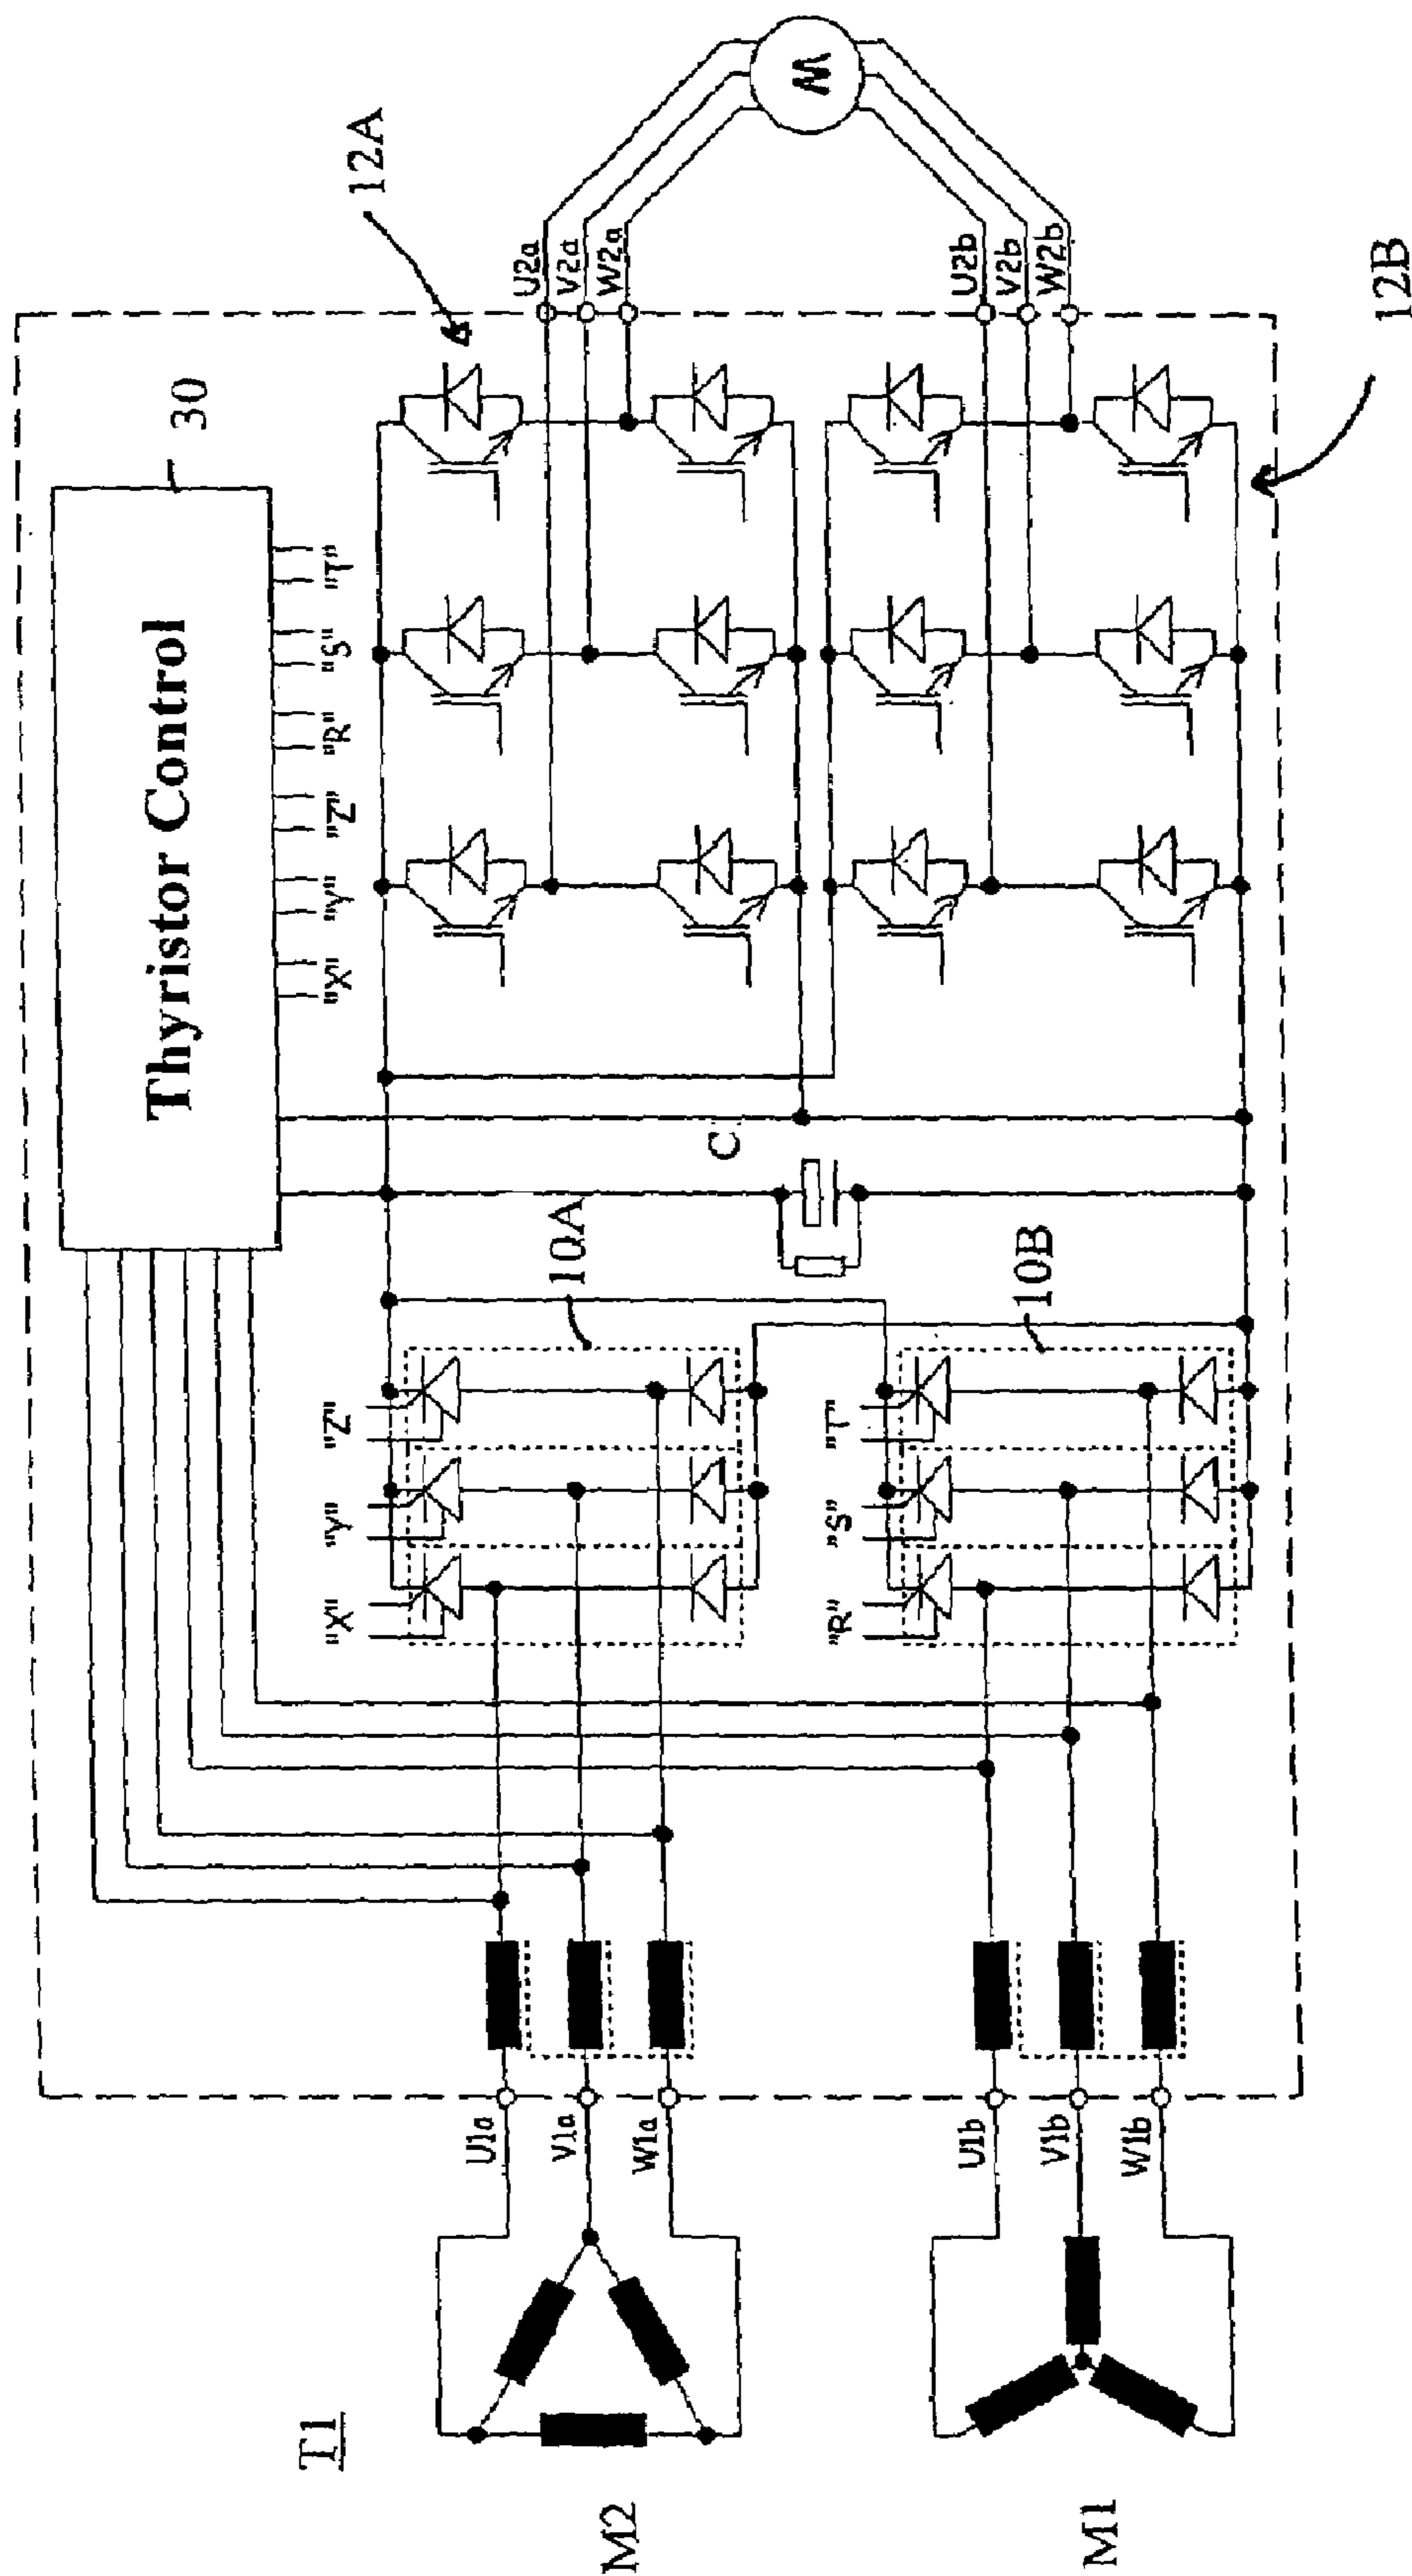 30
Thyristor Control
"X" "Y" "Z" "R" "S" "T"
12A
"X" "Y" "Z"
10A
U2a
V2a
W2a
T1
U1a
V1a
W1a
M2
C
M
"R" "S" "T"
10B
U2b
V2b
W2b
U1b
V1b
W1b
M1
12B